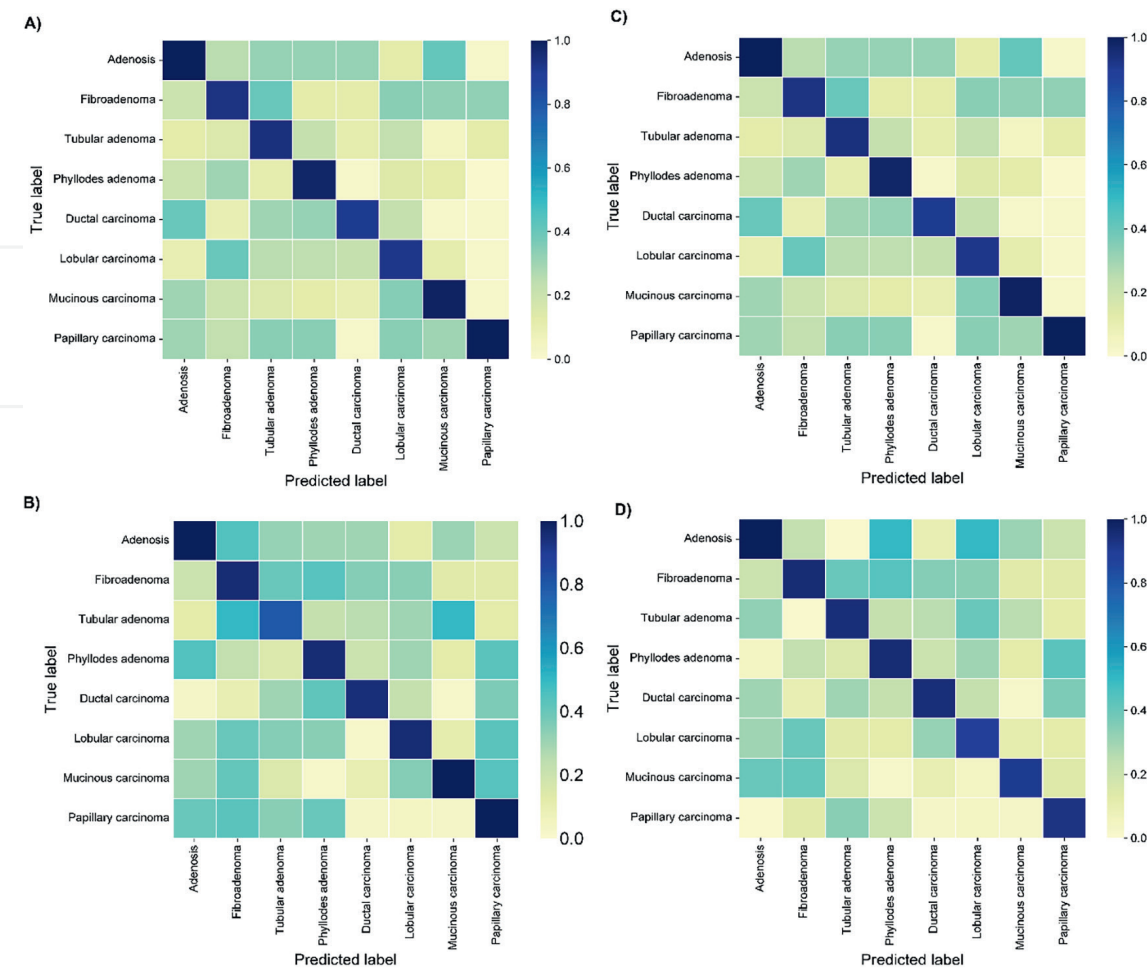 A)
Adenosis
Fibroadenoma
Tubular adenoma
Phyllodes adenoma
Ductal carcinoma
Lobular carcinoma
Mucinous carcinoma
Papillary carcinoma
True label
Adenosis
Fibroadenoma
Tubular adenoma
Phyllodes adenoma
Ductal carcinoma
Lobular carcinoma
Mucinous carcinoma
Papillary carcinoma
Predicted label
1.0
0.8
0.6
0.4
0.2
0.0
C)
Adenosis
Fibroadenoma
Tubular adenoma
Phyllodes adenoma
Ductal carcinoma
Lobular carcinoma
Mucinous carcinoma
Papillary carcinoma
True label
Adenosis
Fibroadenoma
Tubular adenoma
Phyllodes adenoma
Ductal carcinoma
Lobular carcinoma
Mucinous carcinoma
Papillary carcinoma
Predicted label
1.0
0.8
0.6
0.4
0.2
0.0
B)
Adenosis
Fibroadenoma
Tubular adenoma
Phyllodes adenoma
Ductal carcinoma
Lobular carcinoma
Mucinous carcinoma
Papillary carcinoma
True label
Adenosis
Fibroadenoma
Tubular adenoma
Phyllodes adenoma
Ductal carcinoma
Lobular carcinoma
Mucinous carcinoma
Papillary carcinoma
Predicted label
1.0
0.8
0.6
0.4
0.2
0.0
D)
Adenosis
Fibroadenoma
Tubular adenoma
Phyllodes adenoma
Ductal carcinoma
Lobular carcinoma
Mucinous carcinoma
Papillary carcinoma
True label
Adenosis
Fibroadenoma
Tubular adenoma
Phyllodes adenoma
Ductal carcinoma
Lobular carcinoma
Mucinous carcinoma
Papillary carcinoma
Predicted label
1.0
0.8
0.6
0.4
0.2
0.0